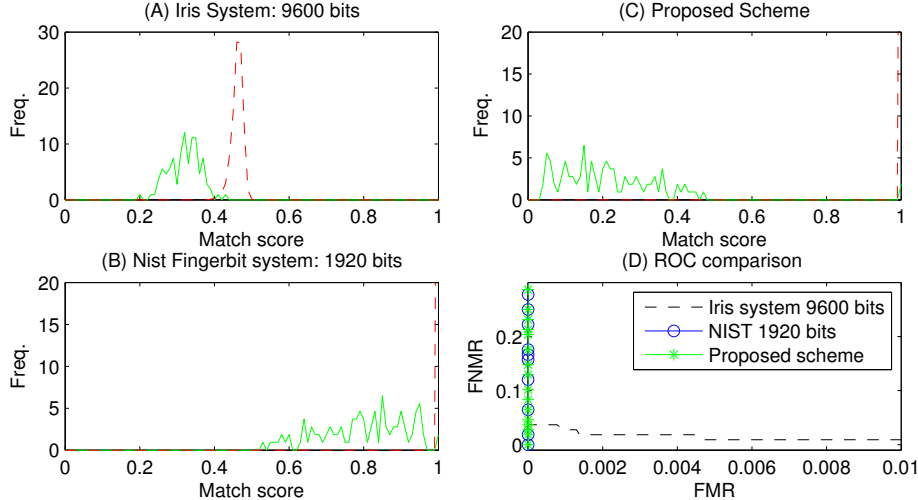 (A) Iris System: 9600 bits
30
20
10
0
Freq.
0 0.2 0.4 0.6 0.8 1
Match score
(C) Proposed Scheme
20
15
10
5
0
Freq.
0 0.2 0.4 0.6 0.8 1
Match score
(B) Nist Fingerbit system: 1920 bits
20
15
10
5
0
Freq.
0 0.2 0.4 0.6 0.8 1
Match score
(D) ROC comparison
0.2
0.1
0
FNMR
Iris system 9600 bits
NIST 1920 bits
Proposed scheme
0 0.002 0.004 0.006 0.008 0.01
FMR